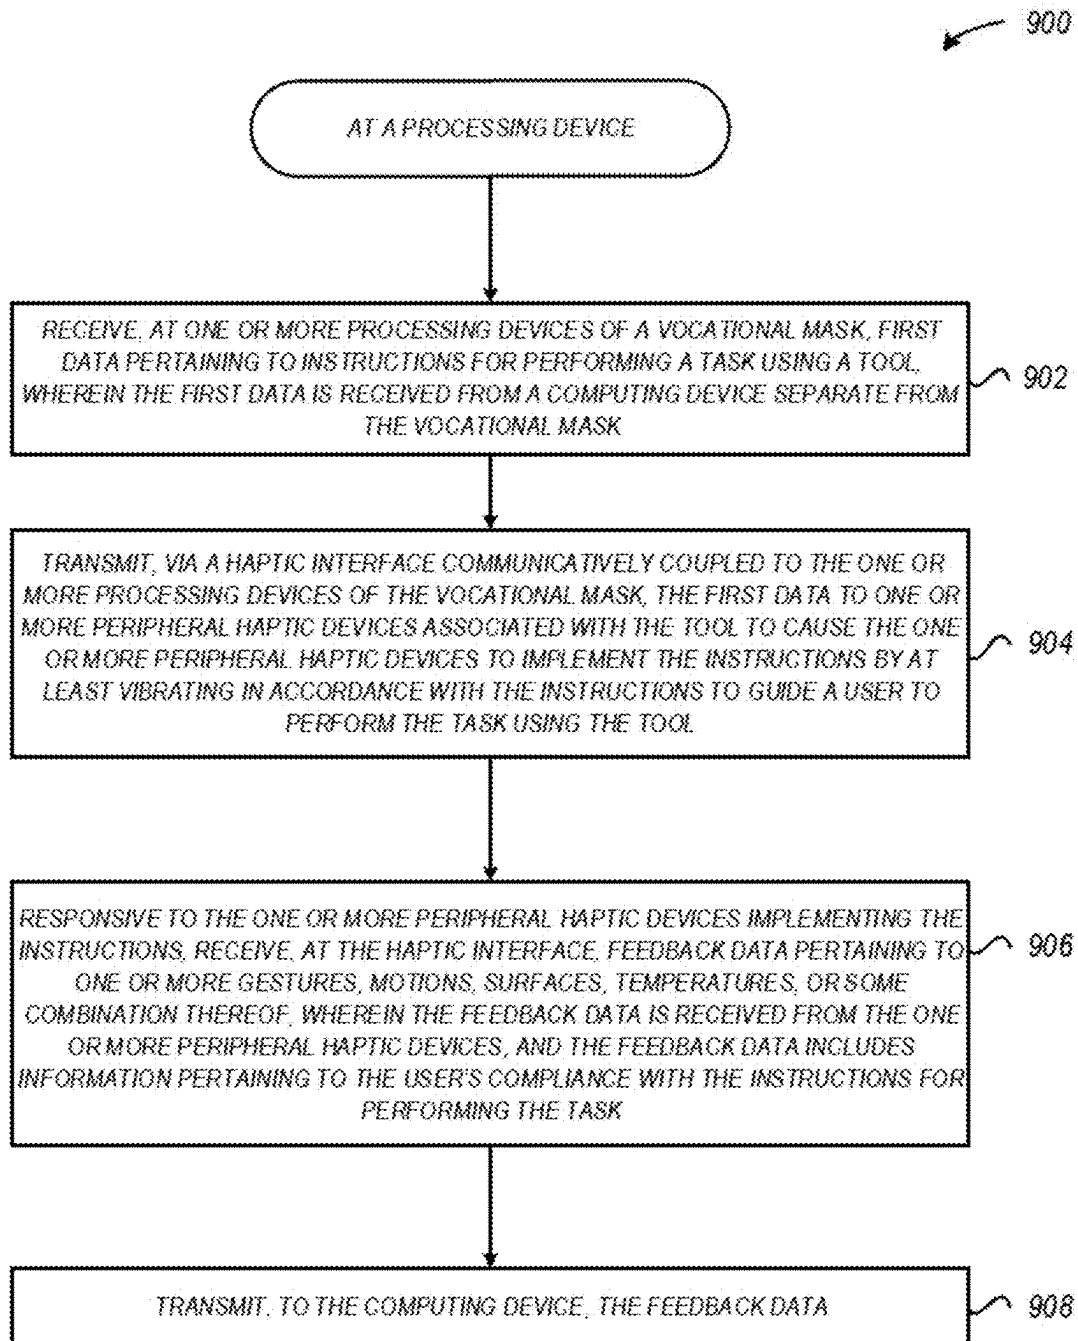 900
AT A PROCESSING DEVICE
RECEIVE, AT ONE OR MORE PROCESSING DEVICES OF A VOCATIONAL MASK, FIRST
DATA PERTAINING TO INSTRUCTIONS FOR PERFORMING A TASK USING A TOOL,
WHEREIN THE FIRST DATA IS RECEIVED FROM A COMPUTING DEVICE SEPARATE FROM
THE VOCATIONAL MASK
902
TRANSMIT, VIA A HAPTIC INTERFACE COMMUNICATIVELY COUPLED TO THE ONE OR
MORE PROCESSING DEVICES OF THE VOCATIONAL MASK, THE FIRST DATA TO ONE OR
MORE PERIPHERAL HAPTIC DEVICES ASSOCIATED WITH THE TOOL TO CAUSE THE ONE
OR MORE PERIPHERAL HAPTIC DEVICES TO IMPLEMENT THE INSTRUCTIONS BY AT
LEAST VIBRATING IN ACCORDANCE WITH THE INSTRUCTIONS TO GUIDE A USER TO
PERFORM THE TASK USING THE TOOL
904
RESPONSIVE TO THE ONE OR MORE PERIPHERAL HAPTIC DEVICES IMPLEMENTING THE
INSTRUCTIONS, RECEIVE, AT THE HAPTIC INTERFACE, FEEDBACK DATA PERTAINING TO
ONE OR MORE GESTURES, MOTIONS, SURFACES, TEMPERATURES, OR SOME
COMBINATION THEREOF, WHEREIN THE FEEDBACK DATA IS RECEIVED FROM THE ONE
OR MORE PERIPHERAL HAPTIC DEVICES, AND THE FEEDBACK DATA INCLUDES
INFORMATION PERTAINING TO THE USER'S COMPLIANCE WITH THE INSTRUCTIONS FOR
PERFORMING THE TASK
906
TRANSMIT, TO THE COMPUTING DEVICE, THE FEEDBACK DATA
908